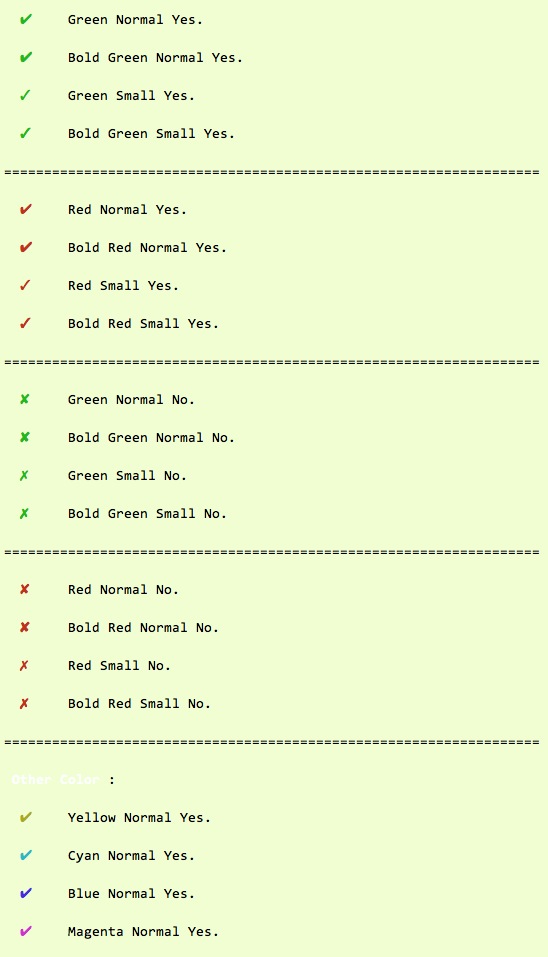 ✔ Green Normal Yes.
✔ Bold Green Normal Yes.
✓ Green Small Yes.
✓ Bold Green Small Yes.
===================================================================
✔ Red Normal Yes.
✔ Bold Red Normal Yes.
✓ Red Small Yes.
✓ Bold Red Small Yes.
===================================================================
✘ Green Normal No.
✘ Bold Green Normal No.
✗ Green Small No.
✗ Bold Green Small No.
===================================================================
✘ Red Normal No.
✘ Bold Red Normal No.
✗ Red Small No.
✗ Bold Red Small No.
===================================================================
Other Color :
✔ Yellow Normal Yes.
✔ Cyan Normal Yes.
✔ Blue Normal Yes.
✔ Magenta Normal Yes.